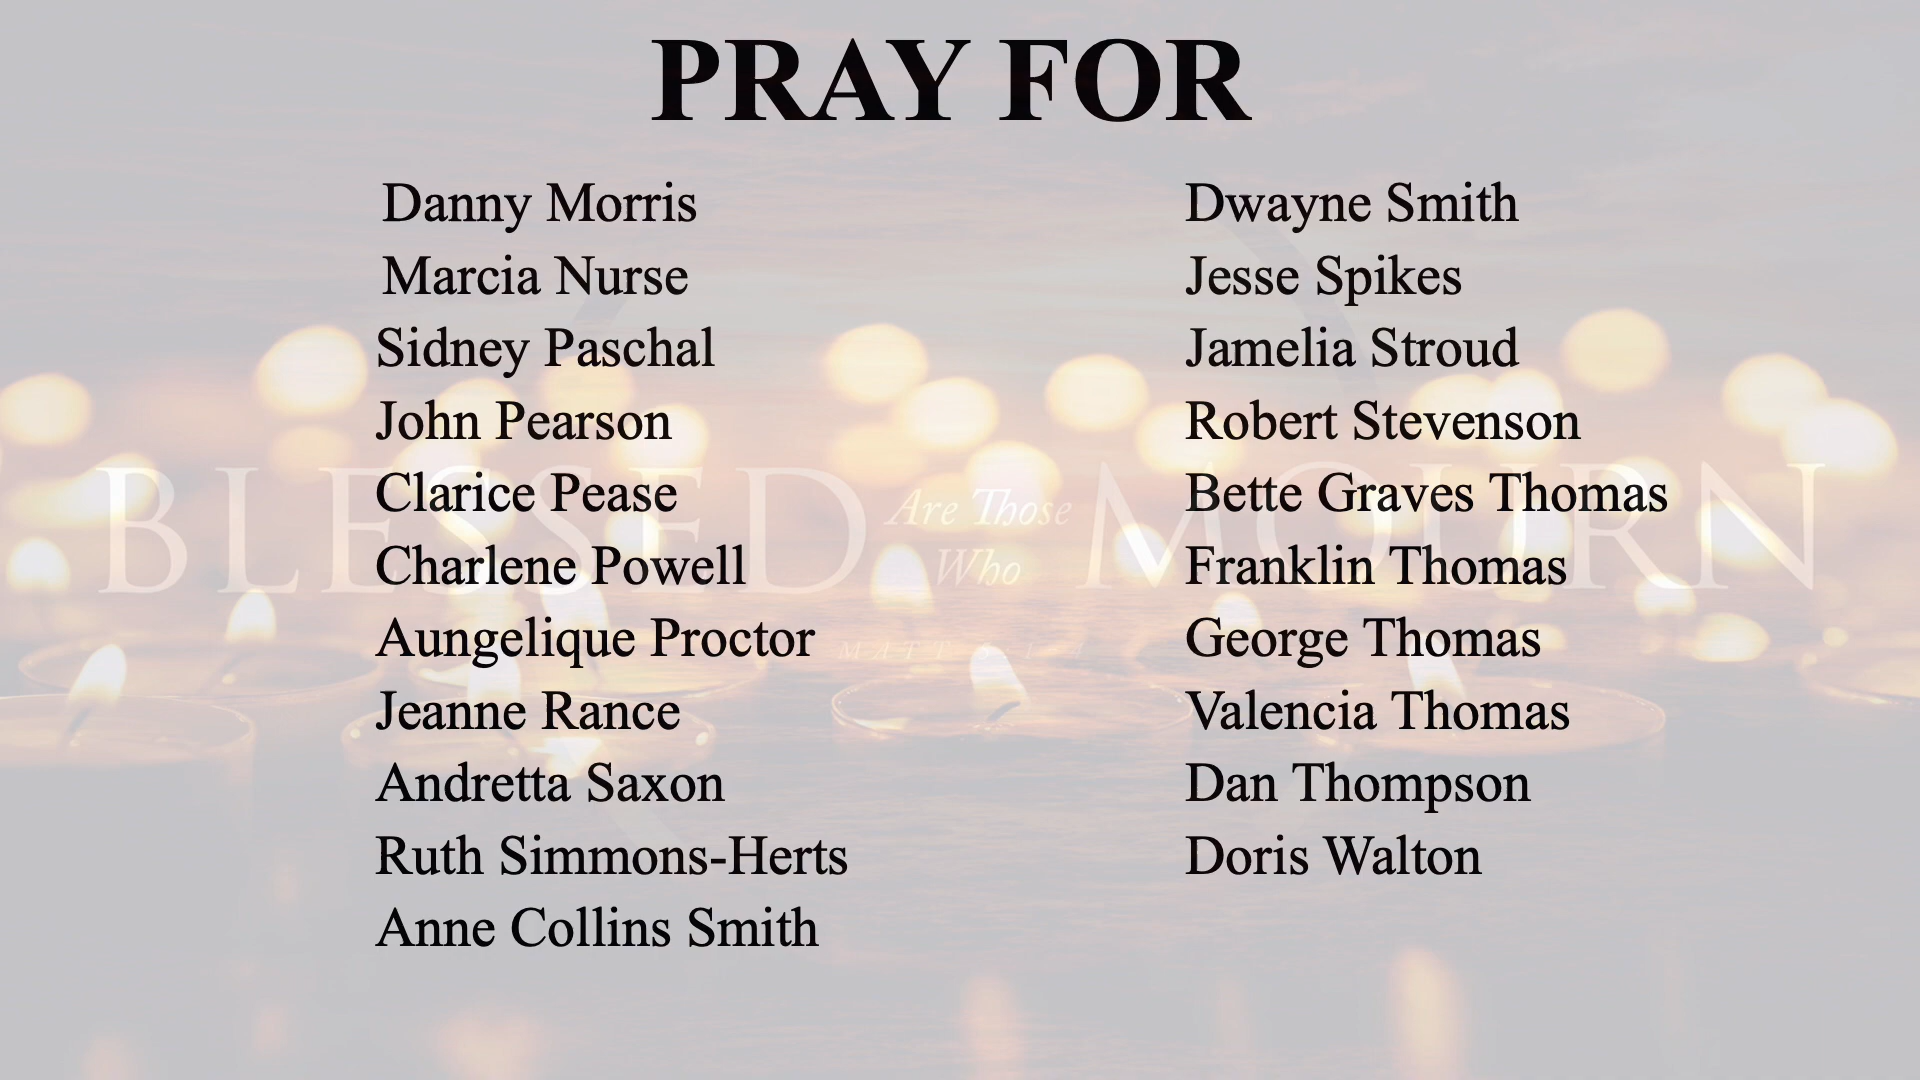 PRAY FOR
Danny Morris
Marcia Nurse
Sidney Paschal
John Pearson
Clarice Pease
Charlene Powell
Aungelique Proctor
Jeanne Rance
Andretta Saxon
Ruth Simmons-Herts
Anne Collins Smith
Dwayne Smith
Jesse Spikes
Jamelia Stroud
Robert Stevenson
Bette Graves Thomas
Franklin Thomas
George Thomas
Valencia Thomas
Dan Thompson
Doris Walton
BLESSED Are Those Who MOURN
MATT